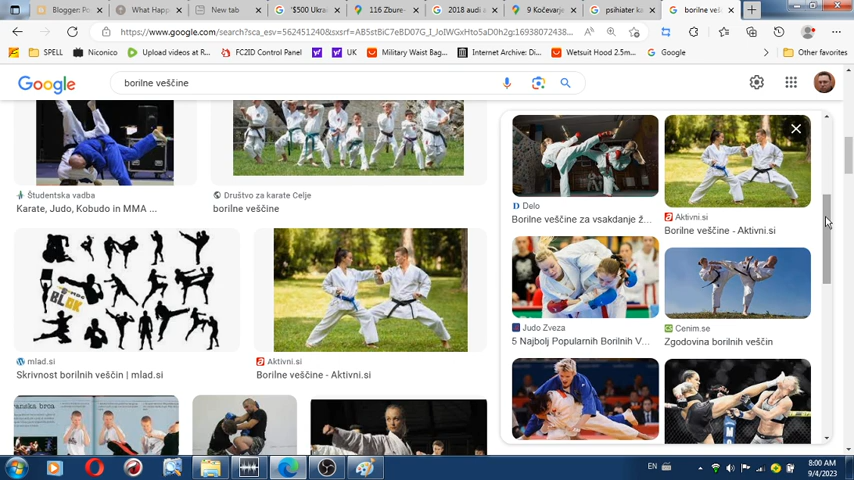 Blogger: Po
What Happ
New tab
"$500 Ukra
116 Zbure
2018 audi a
9 Kočevarje
psihiater ka
borilne veš
https://www.google.com/search?sca_esv=562451240&sxsrf=AB5stBiC7eBD07G_I_JoIWGxHto5aD0h2g:16938072438...
SPELL
Niconico
Upload videos at R...
FC2ID Control Panel
UK
Military Waist Bag...
Internet Archive: Di...
Wetsuit Hood 2.5m...
Google
Other favorites
Google
borilne veščine
Študentska vadba
Karate, Judo, Kobudo in MMA ...
Društvo za karate Celje
borilne veščine
BLOK
mlad.si
Skrivnost borilnih veščin | mlad.si
Aktivni.si
Borilne veščine - Aktivni.si
Delo
Borilne veščine za vsakdanje ž...
Aktivni.si
Borilne veščine - Aktivni.si
Judo Zveza
5 Najbolj Popularnih Borilnih V...
Cenim.se
Zgodovina borilnih veščin
EN
8:00 AM
9/4/2023